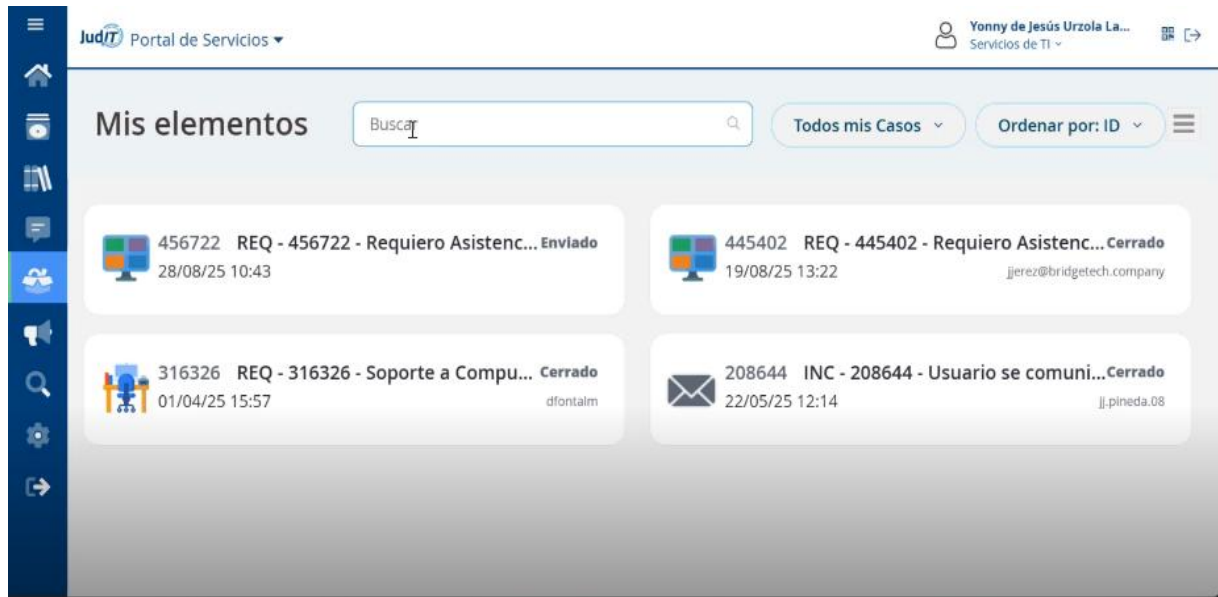 JudIT Portal de Servicios
Yonny de Jesús Urzola La...
Servicios de TI
Mis elementos
Buscar
Todos mis Casos
Ordenar por: ID
456722 REQ - 456722 - Requiero Asistenc... Enviado
28/08/25 10:43
445402 REQ - 445402 - Requiero Asistenc... Cerrado
19/08/25 13:22 jjerez@bridgetech.company
316326 REQ - 316326 - Soporte a Compu... Cerrado
01/04/25 15:57 dfontalm
208644 INC - 208644 - Usuario se comuni... Cerrado
22/05/25 12:14 jj.pineda.08